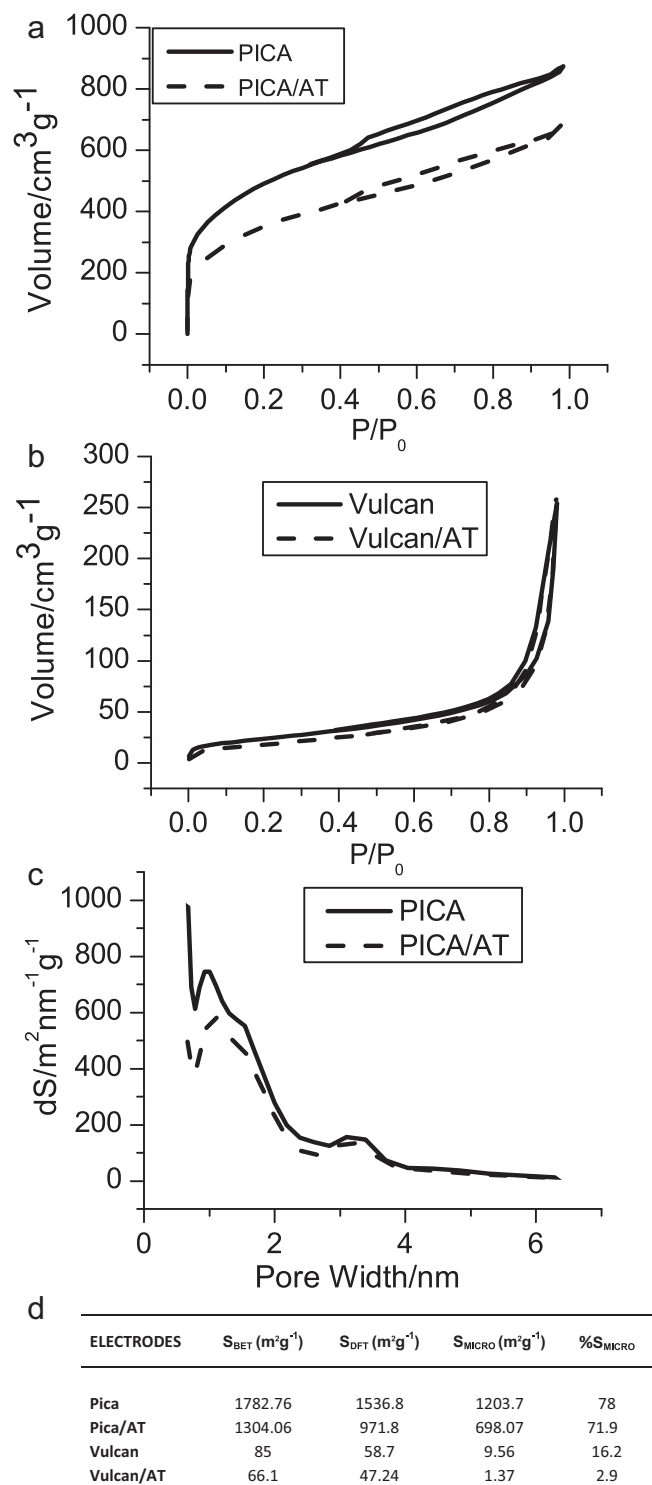 a
1000
800
600
400
200
0
Volume/cm³g-1
PICA
PICA/AT
0.0 0.2 0.4 0.6 0.8 1.0
P/P₀
b
300
250
200
150
100
50
0
Volume/cm³g-1
Vulcan
Vulcan/AT
0.0 0.2 0.4 0.6 0.8 1.0
P/P₀
c
1000
800
600
400
200
0
dS/m²nm⁻¹g⁻¹
PICA
PICA/AT
0 2 4 6
Pore Width/nm
d
ELECTRODES S_BET (m²g⁻¹) S_DFT (m²g⁻¹) S_MICRO (m²g⁻¹) %S_MICRO
Pica 1782.76 1536.8 1203.7 78
Pica/AT 1304.06 971.8 698.07 71.9
Vulcan 85 58.7 9.56 16.2
Vulcan/AT 66.1 47.24 1.37 2.9